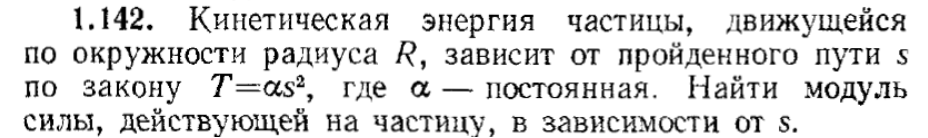 1.142. Кинетическая энергия частицы, движущейся
по окружности радиуса R, зависит от пройденного пути s
по закону T=αs², где α — постоянная. Найти модуль
силы, действующей на частицу, в зависимости от s.